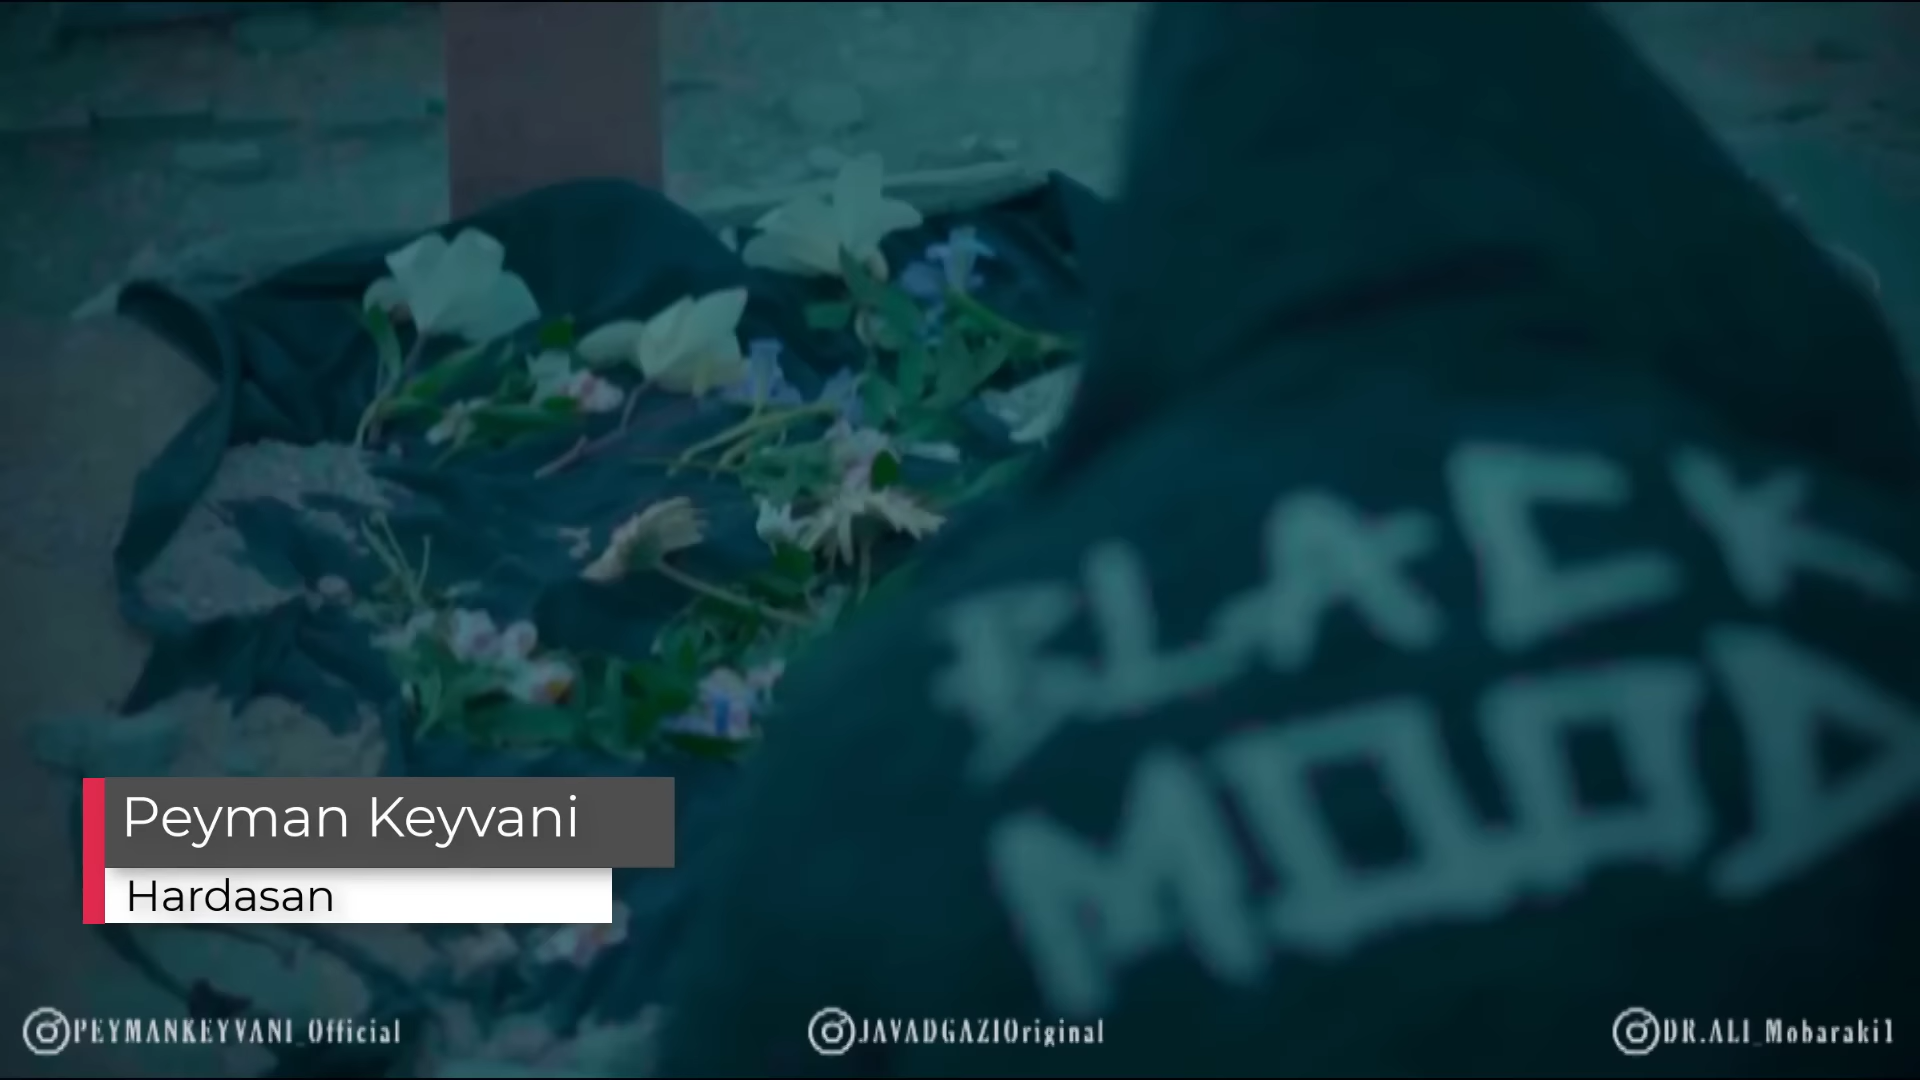 BLACK
MOOD
Peyman Keyvani
Hardasan
PEYMANKEYVANI_Official
JAVADGAZIOriginal
DR.ALI_Mobaraki1